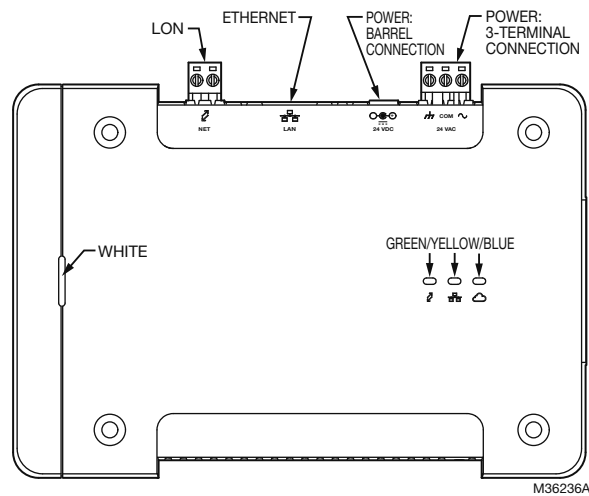 LON
ETHERNET
POWER:
BARREL
CONNECTION
POWER:
3-TERMINAL
CONNECTION
NET
LAN
24 VDC
COM
24 VAC
WHITE
GREEN/YELLOW/BLUE
M36236A